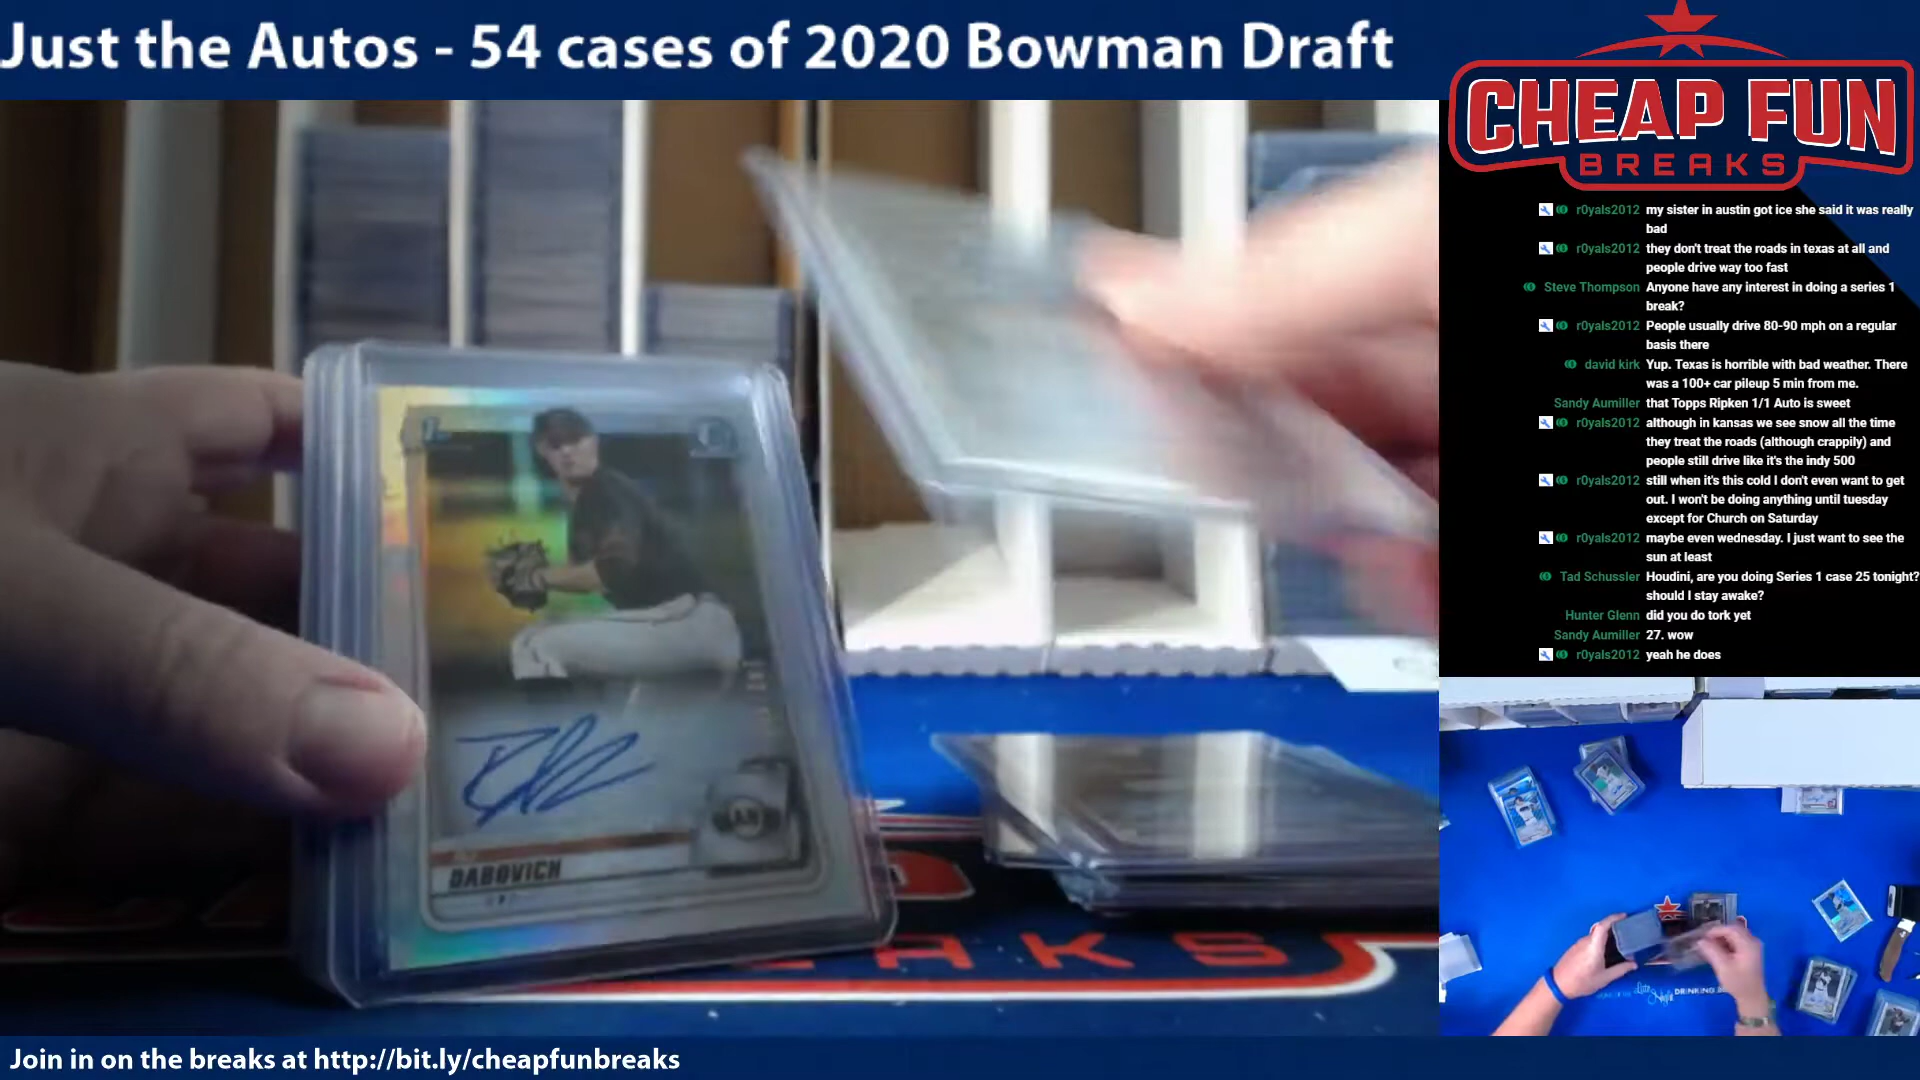 Just the Autos - 54 cases of 2020 Bowman Draft
CHEAP FUN
BREAKS
r0yals2012 my sister in austin got ice she said it was really
bad
r0yals2012 they don't treat the roads in texas at all and
people drive way too fast
Steve Thompson Anyone have any interest in doing a series 1
break?
r0yals2012 People usually drive 80-90 mph on a regular
basis there
david kirk Yup. Texas is horrible with bad weather. There
was a 100+ car pileup 5 min from me.
Sandy Aumiller that Topps Ripken 1/1 Auto is sweet
r0yals2012 although in kansas we see snow all the time
they treat the roads (although crappily) and
people still drive like it's the indy 500
r0yals2012 still when it's this cold I don't even want to get
out. I won't be doing anything until tuesday
except for Church on Saturday
r0yals2012 maybe even wednesday. I just want to see the
sun at least
Tad Schussler Houdini, are you doing Series 1 case 25 tonight?
should I stay awake?
Hunter Glenn did you do tork yet
Sandy Aumiller 27. wow
r0yals2012 yeah he does
DABOVICH
AKS
DRINKING
Join in on the breaks at http://bit.ly/cheapfunbreaks